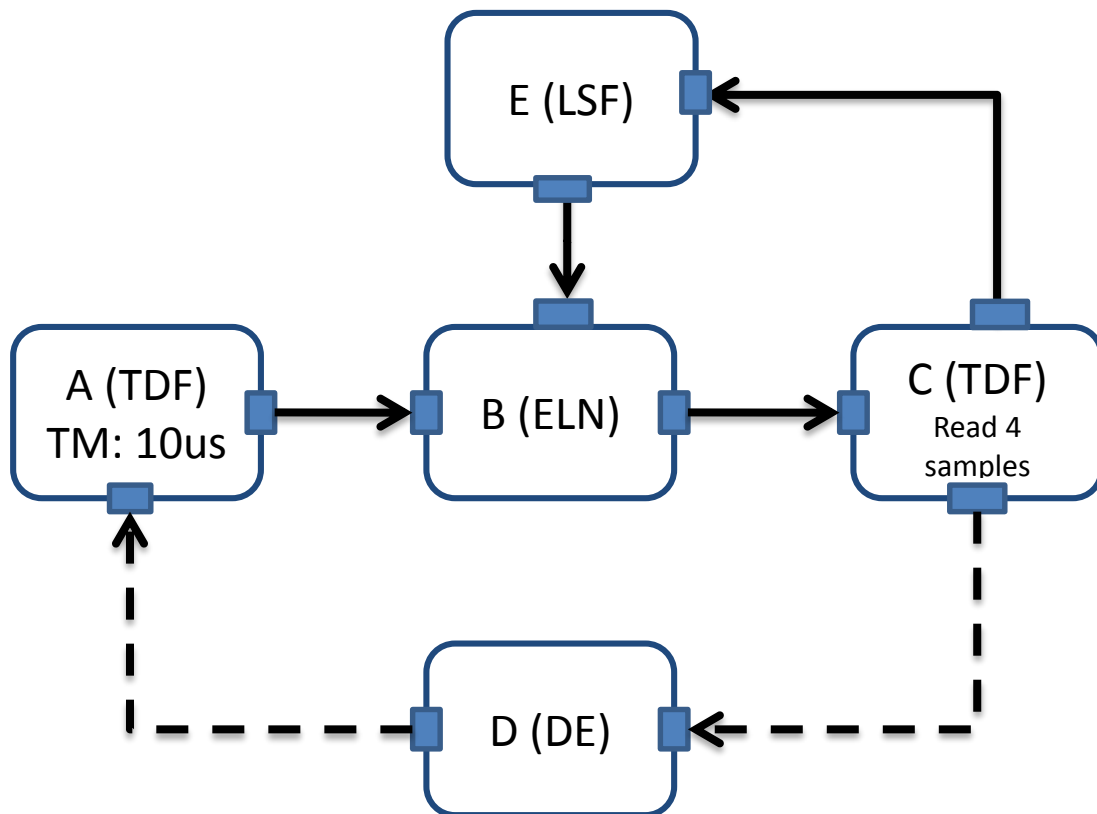 E (LSF)
A (TDF)
TM: 10us
B (ELN)
C (TDF)
Read 4
samples
D (DE)